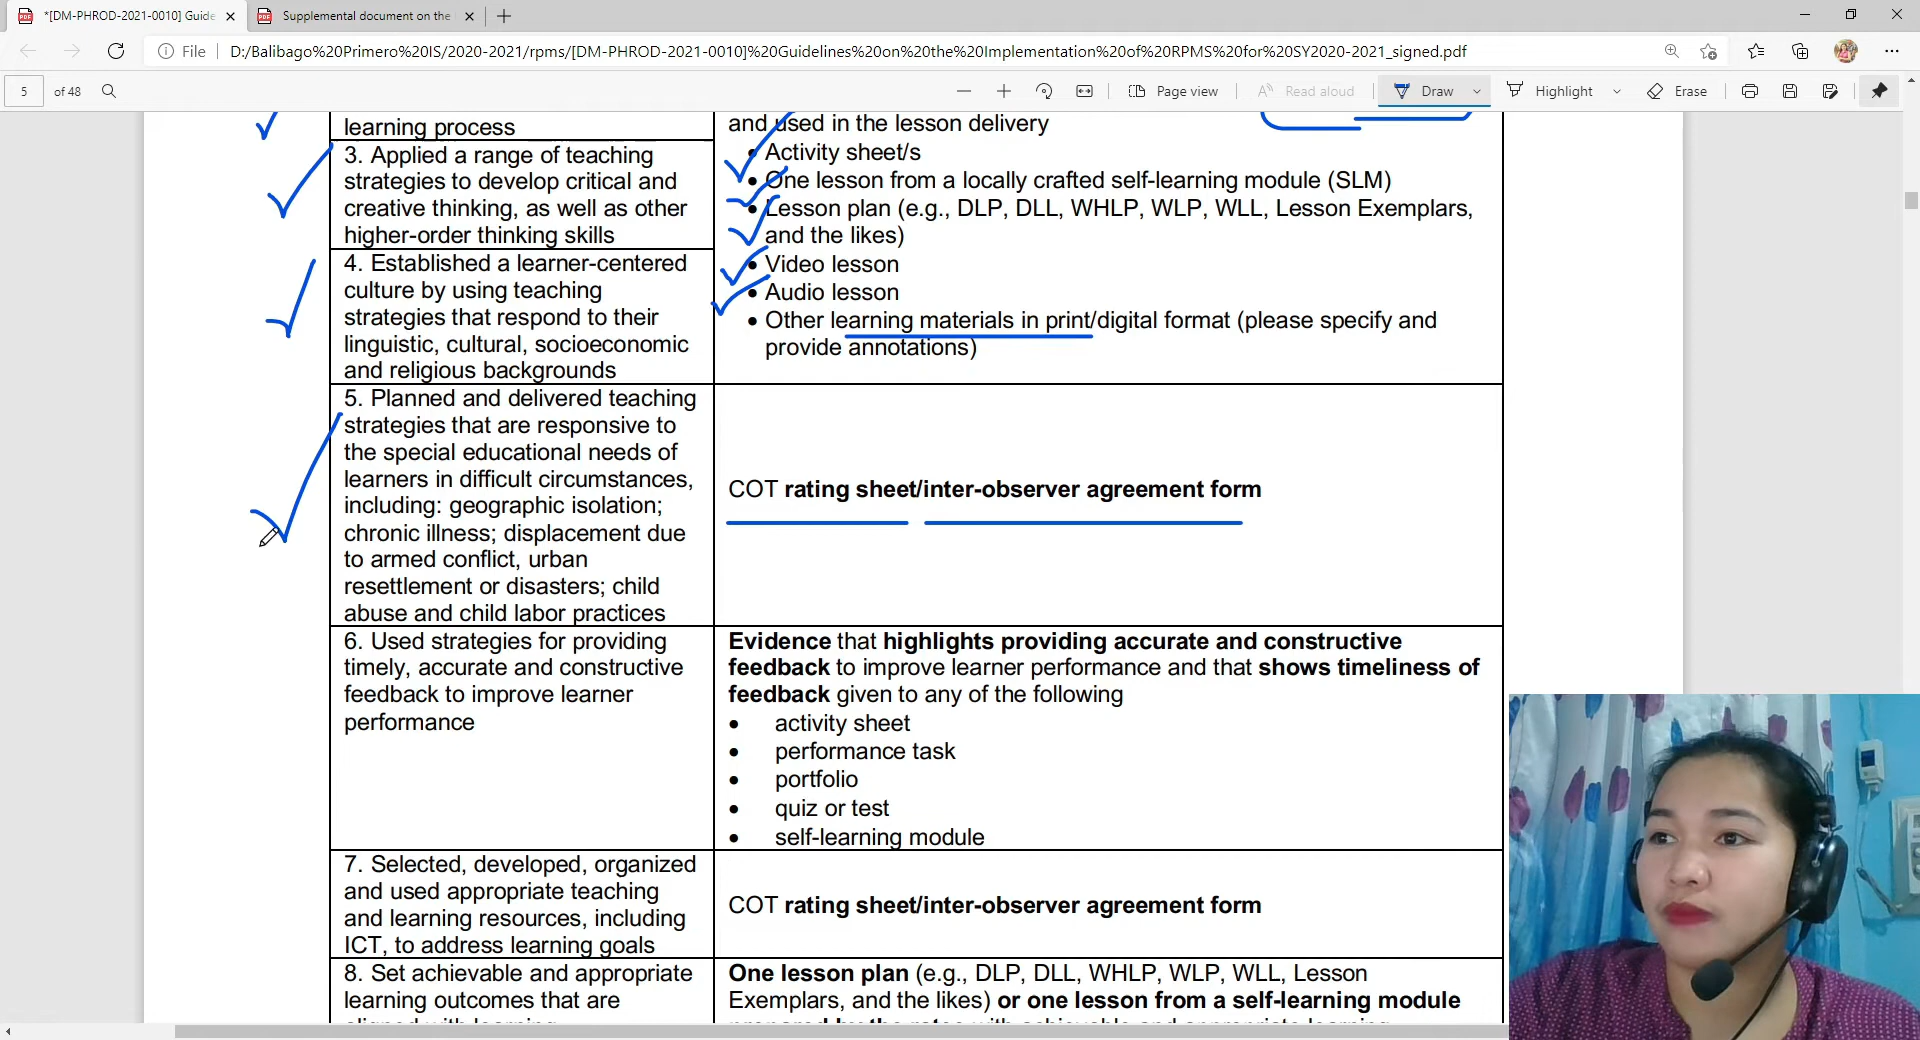 *[DM-PHROD-2021-0010] Guide
Supplemental document on the
File
D:/Balibago%20Primero%20IS/2020-2021/rpms/[DM-PHROD-2021-0010]%20Guidelines%20on%20the%20Implementation%20of%20RPMS%20for%20SY2020-2021_signed.pdf
5 of 48
Page view
Read aloud
Draw
Highlight
Erase
learning process
3. Applied a range of teaching
strategies to develop critical and
creative thinking, as well as other
higher-order thinking skills
4. Established a learner-centered
culture by using teaching
strategies that respond to their
linguistic, cultural, socioeconomic
and religious backgrounds
and used in the lesson delivery
• Activity sheet/s
• One lesson from a locally crafted self-learning module (SLM)
• Lesson plan (e.g., DLP, DLL, WHLP, WLP, WLL, Lesson Exemplars,
and the likes)
• Video lesson
• Audio lesson
• Other learning materials in print/digital format (please specify and
provide annotations)
5. Planned and delivered teaching
strategies that are responsive to
the special educational needs of
learners in difficult circumstances,
including: geographic isolation;
chronic illness; displacement due
to armed conflict, urban
resettlement or disasters; child
abuse and child labor practices
COT rating sheet/inter-observer agreement form
6. Used strategies for providing
timely, accurate and constructive
feedback to improve learner
performance
Evidence that highlights providing accurate and constructive
feedback to improve learner performance and that shows timeliness of
feedback given to any of the following
• activity sheet
• performance task
• portfolio
• quiz or test
• self-learning module
7. Selected, developed, organized
and used appropriate teaching
and learning resources, including
ICT, to address learning goals
COT rating sheet/inter-observer agreement form
8. Set achievable and appropriate
learning outcomes that are
One lesson plan (e.g., DLP, DLL, WHLP, WLP, WLL, Lesson
Exemplars, and the likes) or one lesson from a self-learning module